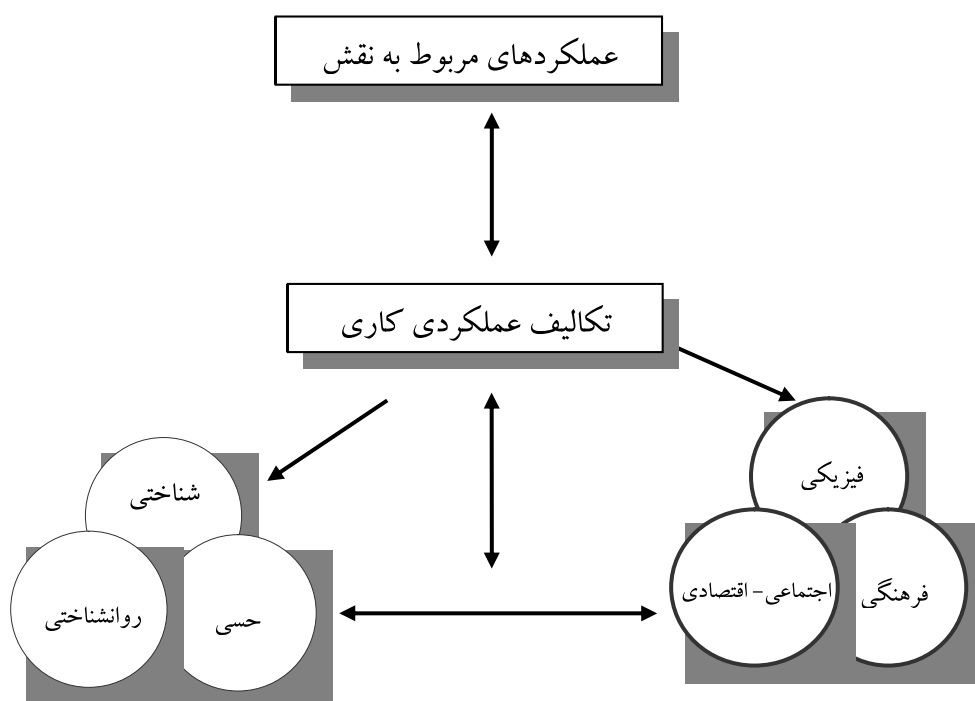 عملکردهای مربوط به نقش
تکالیف عملکردی کاری
فیزیکی
اجتماعی - اقتصادی
فرهنگی
شناختی
روانشناختی
حسی